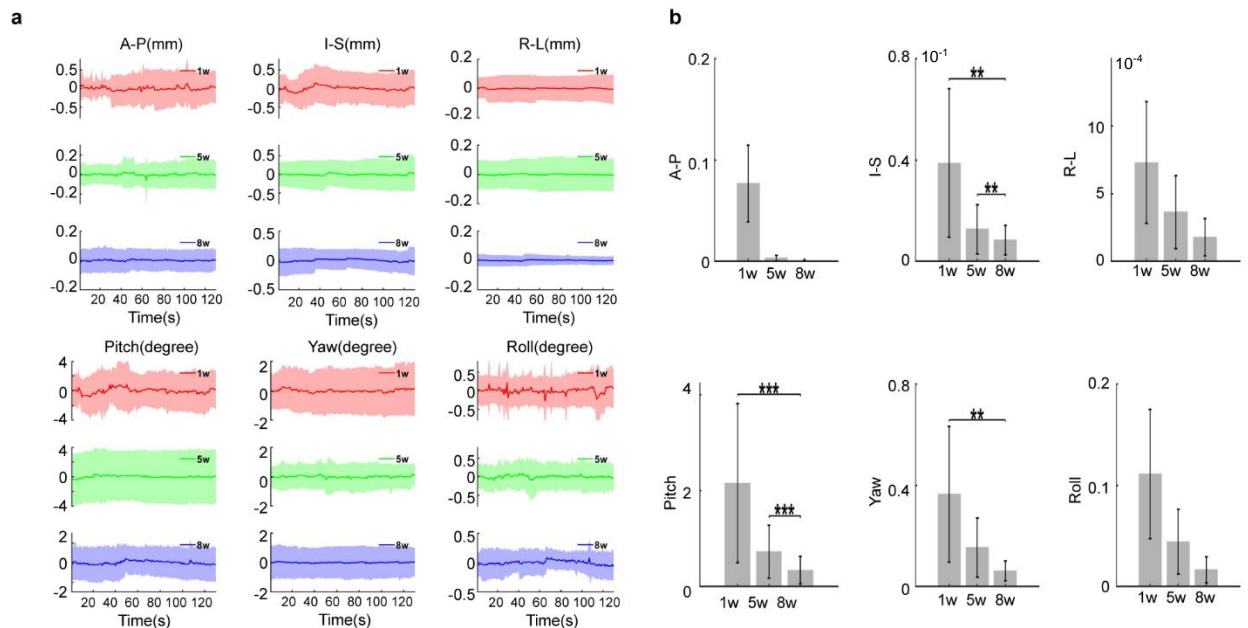 a
A-P(mm) I-S(mm) R-L(mm)
0.5 0 -0.5 1w
0.5 0 -0.5 1w
0.2 0 -0.2 1w
0.2 0 -0.2 5w
0.5 0 -0.5 5w
0.2 0 -0.2 5w
0.2 0 -0.2 8w
0.5 0 -0.5 8w
0.2 0 -0.2 8w
20 40 60 80 100 120 20 40 60 80 100 120 20 40 60 80 100 120
Time(s) Time(s) Time(s)
Pitch(degree) Yaw(degree) Roll(degree)
4 2 0 -2 -4 1w
2 0 -2 1w
0.5 0 -0.5 1w
4 2 0 -2 -4 5w
2 0 -2 5w
0.5 0 -0.5 5w
2 0 -2 8w
2 0 -2 8w
0.5 0 -0.5 8w
20 40 60 80 100 120 20 40 60 80 100 120 20 40 60 80 100 120
Time(s) Time(s) Time(s)
b
A-P 0.2 0.1 0
1w 5w 8w
I-S 0.8 0.4 0 10⁻¹ ** **
1w 5w 8w
R-L 10⁻⁴ 10 5 0
1w 5w 8w
Pitch 4 2 0 *** ***
1w 5w 8w
Yaw 0.8 0.4 0 **
1w 5w 8w
Roll 0.2 0.1 0
1w 5w 8w